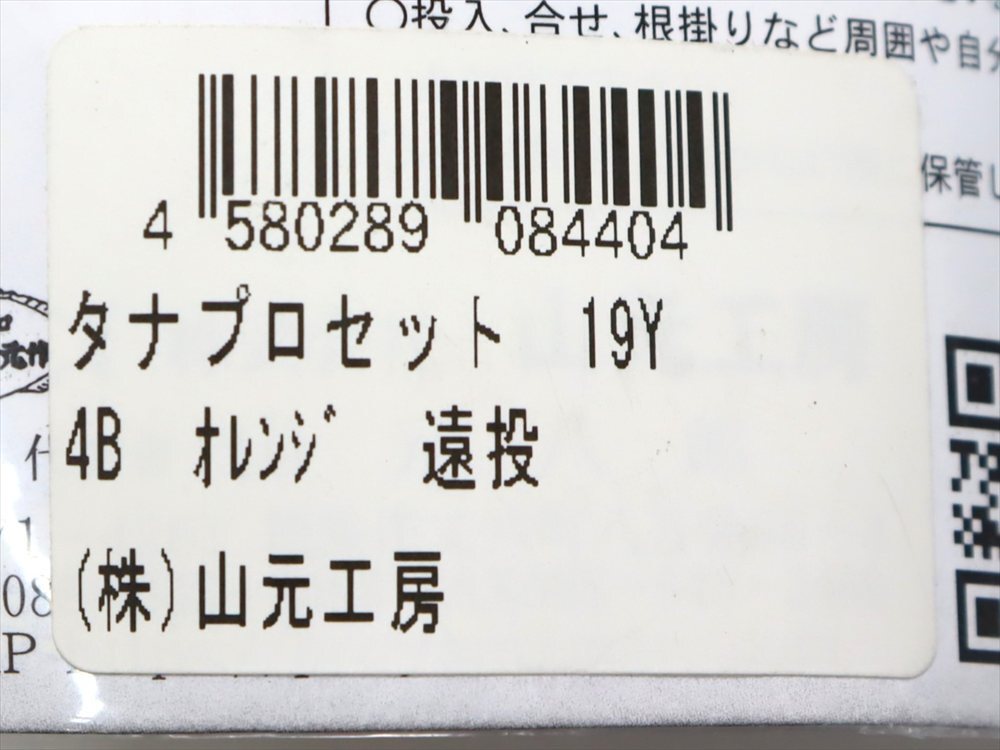 〇投入、合せ、根掛りなど周囲や自分
保管し
4 580289 084404
タナプロセット 19Y
4B ｵﾚﾝｼﾞ 遠投
(株)山元工房